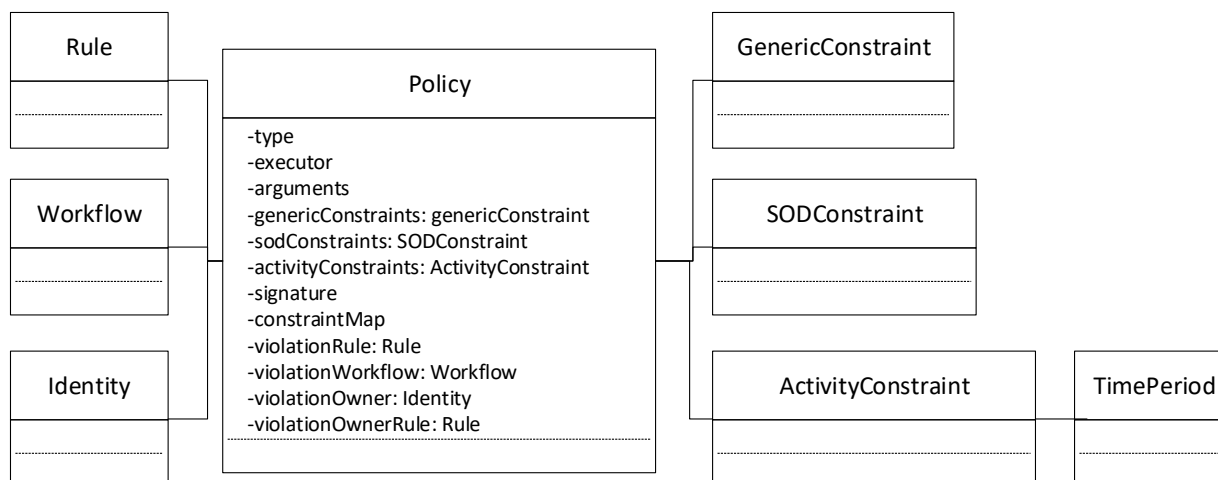 Rule
Workflow
Identity
Policy
-type
-executor
-arguments
-genericConstraints: genericConstraint
-sodConstraints: SODConstraint
-activityConstraints: ActivityConstraint
-signature
-constraintMap
-violationRule: Rule
-violationWorkflow: Workflow
-violationOwner: Identity
-violationOwnerRule: Rule
GenericConstraint
SODConstraint
ActivityConstraint
TimePeriod